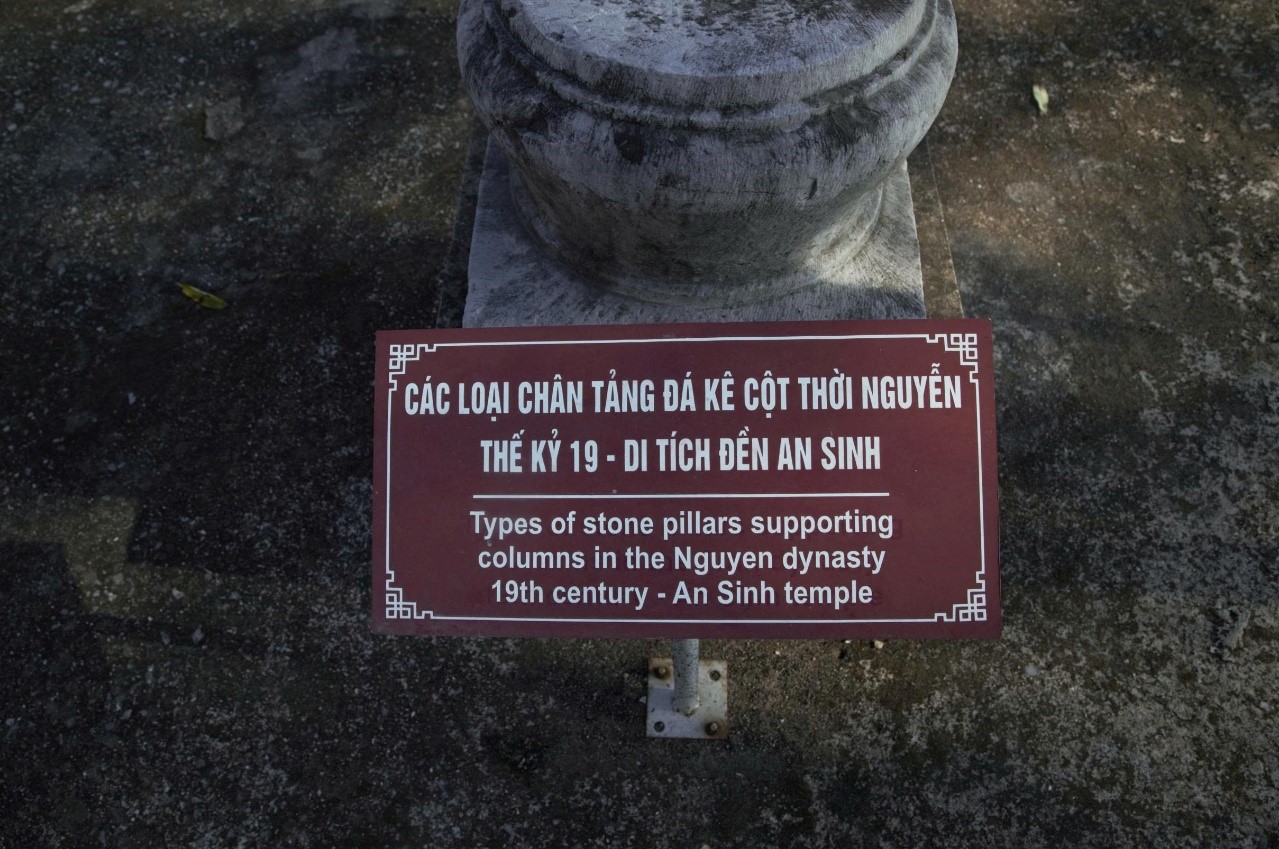 CÁC LOẠI CHÂN TẢNG ĐÁ KÊ CỘT THỜI NGUYỄN
THẾ KỶ 19 - DI TÍCH ĐỀN AN SINH
Types of stone pillars supporting
columns in the Nguyen dynasty
19th century - An Sinh temple